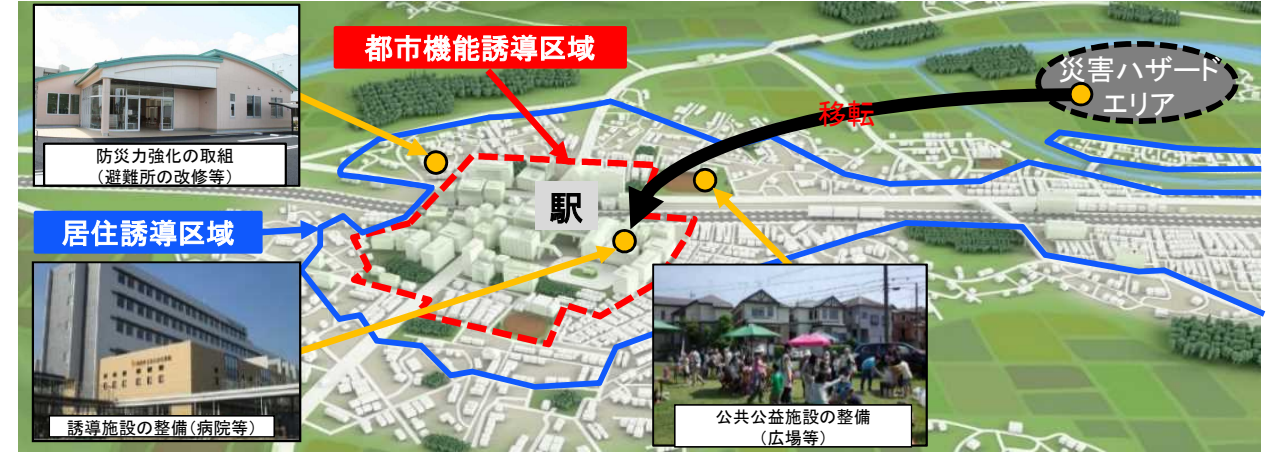 都市機能誘導区域
災害ハザード
エリア
移転
防災力強化の取組
(避難所の改修等)
駅
居住誘導区域
誘導施設の整備(病院等)
公共公益施設の整備
(広場等)